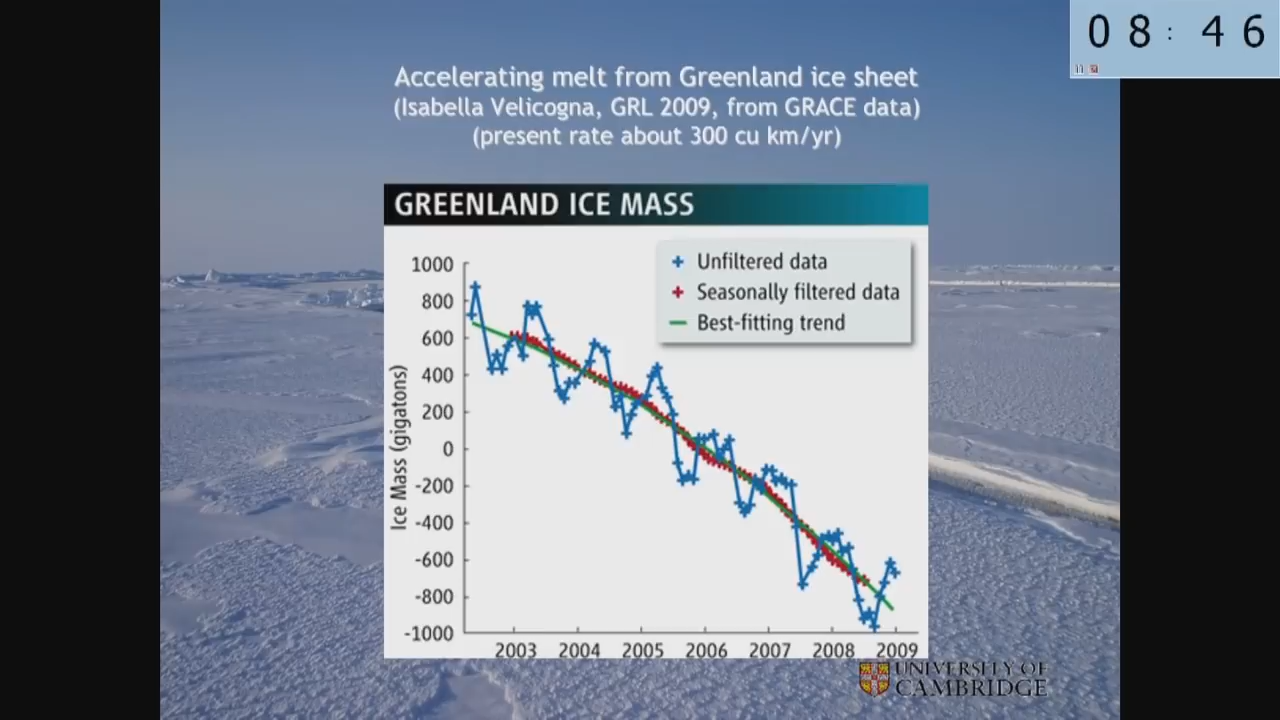 08:46
Accelerating melt from Greenland ice sheet
(Isabella Velicogna, GRL 2009, from GRACE data)
(present rate about 300 cu km/yr)
GREENLAND ICE MASS
Unfiltered data
Seasonally filtered data
Best-fitting trend
Ice Mass (gigatons)
1000
800
600
400
200
0
-200
-400
-600
-800
-1000
2003 2004 2005 2006 2007 2008 2009
UNIVERSITY OF
CAMBRIDGE